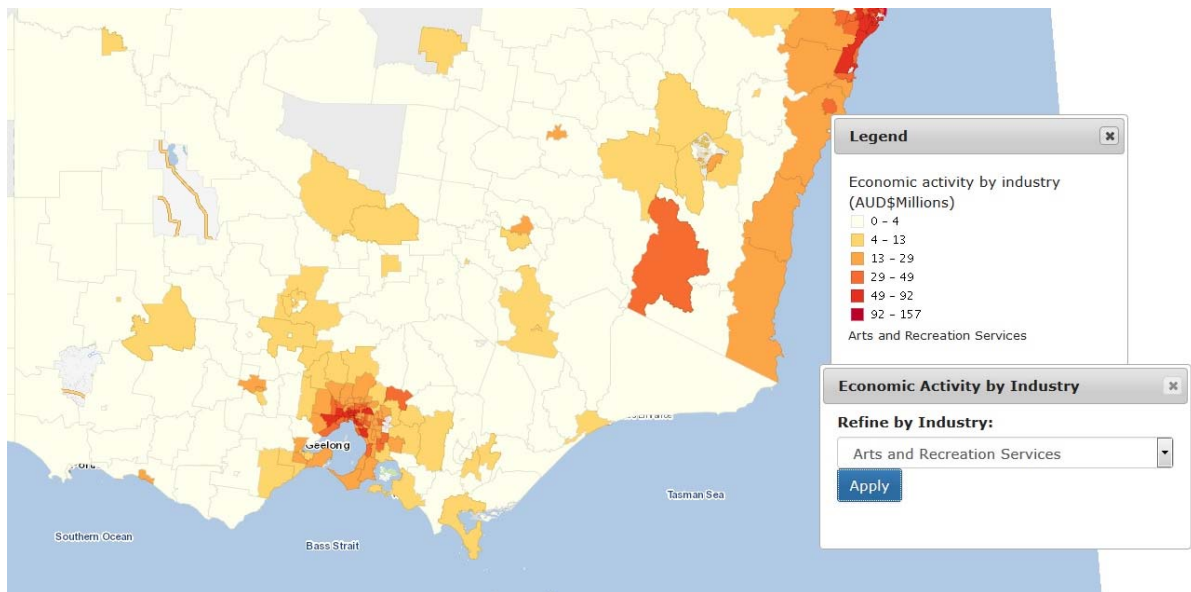 Legend
Economic activity by industry
(AUD$Millions)
0 – 4
4 – 13
13 – 29
29 – 49
49 – 92
92 – 157
Arts and Recreation Services
Economic Activity by Industry
Refine by Industry:
Arts and Recreation Services
Apply
Geelong
Tasman Sea
Southern Ocean
Bass Strait